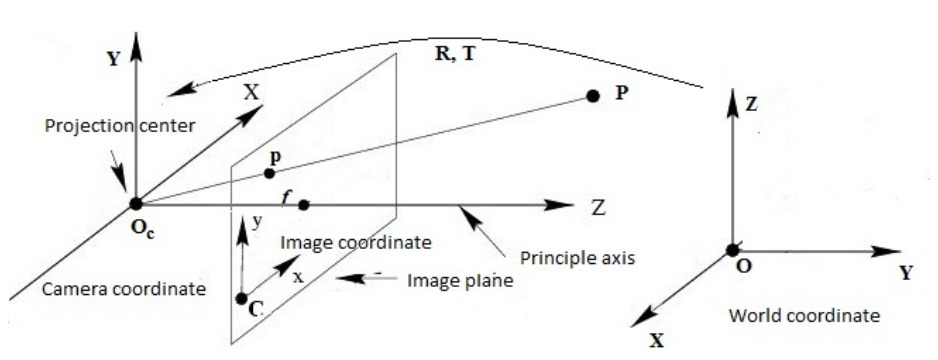 R, T
Y
X
P
Z
Projection center
p
f
Z
O_c
y
Image coordinate
Principle axis
O
Y
x
Camera coordinate
Image plane
C
World coordinate
X